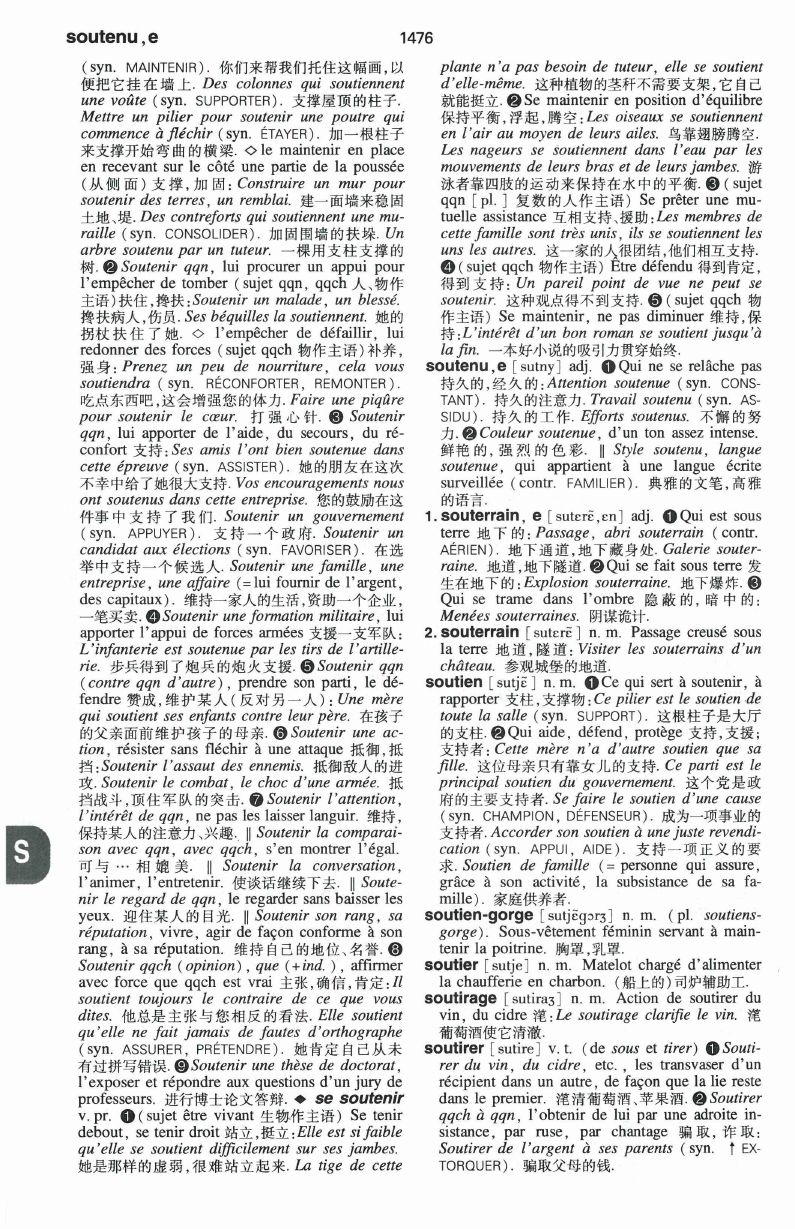 soutenu,e
1476
(syn. MAINTENIR). 你们来帮我们托住这幅画,以
便把它挂在墙上. Des colonnes qui soutiennent
une voûte (syn. SUPPORTER). 支撑屋顶的柱子.
Mettre un pilier pour soutenir une poutre qui
commence à fléchir (syn. ÉTAYER). 加一根柱子
来支撑开始弯曲的横梁. ◇ le maintenir en place
en recevant sur le côté une partie de la poussée
(从侧面)支撑,加固: Construire un mur pour
soutenir des terres, un remblai. 建一面墙来稳固
土地、堤. Des contreforts qui soutiennent une mu-
raille (syn. CONSOLIDER). 加固围墙的扶垛. Un
arbre soutenu par un tuteur. 一棵用支柱支撑的
树. ❷ Soutenir qqn, lui procurer un appui pour
l'empêcher de tomber (sujet qqn, qqch 人、物作
主语)扶住,搀扶:Soutenir un malade, un blessé.
搀扶病人,伤员. Ses béquilles la soutiennent. 她的
拐杖扶住了她. ◇ l'empêcher de défaillir, lui
redonner des forces (sujet qqch 物作主语)补养,
强身: Prenez un peu de nourriture, cela vous
soutiendra (syn. RÉCONFORTER, REMONTER).
吃点东西吧,这会增强您的体力. Faire une piqûre
pour soutenir le cœur. 打强心针. ❸ Soutenir
qqn, lui apporter de l'aide, du secours, du ré-
confort 支持:Ses amis l'ont bien soutenue dans
cette épreuve (syn. ASSISTER). 她的朋友在这次
不幸中给了她很大支持. Vos encouragements nous
ont soutenus dans cette entreprise. 您的鼓励在这
件事中支持了我们. Soutenir un gouvernement
(syn. APPUYER). 支持一个政府. Soutenir un
candidat aux élections (syn. FAVORISER). 在选
举中支持一个候选人. Soutenir une famille, une
entreprise, une affaire (= lui fournir de l'argent,
des capitaux). 维持一家人的生活,资助一个企业,
一笔买卖. ❹ Soutenir une formation militaire, lui
apporter l'appui de forces armées 支援一支军队:
L'infanterie est soutenue par les tirs de l'artille-
rie. 步兵得到了炮兵的炮火支援. ❺ Soutenir qqn
(contre qqn d'autre), prendre son parti, le dé-
fendre 赞成,维护某人(反对另一人): Une mère
qui soutient ses enfants contre leur père. 在孩子
的父亲面前维护孩子的母亲. ❻ Soutenir une ac-
tion, résister sans fléchir à une attaque 抵御,抵
挡:Soutenir l'assaut des ennemis. 抵御敌人的进
攻. Soutenir le combat, le choc d'une armée. 抵
挡战斗,顶住军队的突击. ❼ Soutenir l'attention,
l'intérêt de qqn, ne pas les laisser languir. 维持,
保持某人的注意力、兴趣. ‖ Soutenir la comparai-
son avec qqn, avec qqch, s'en montrer l'égal.
可与…相媲美. ‖ Soutenir la conversation,
l'animer, l'entretenir. 使谈话继续下去. ‖ Soute-
nir le regard de qqn, le regarder sans baisser les
yeux. 迎住某人的目光. ‖ Soutenir son rang, sa
réputation, vivre, agir de façon conforme à son
rang, à sa réputation. 维持自己的地位、名誉. ❽
Soutenir qqch (opinion), que (+ind.), affirmer
avec force que qqch est vrai 主张,确信,肯定:Il
soutient toujours le contraire de ce que vous
dites. 他总是主张与您相反的看法. Elle soutient
qu'elle ne fait jamais de fautes d'orthographe
(syn. ASSURER, PRÉTENDRE). 她肯定自己从未
有过拼写错误. ❾ Soutenir une thèse de doctorat,
l'exposer et répondre aux questions d'un jury de
professeurs. 进行博士论文答辩. ◆ se soutenir
v. pr. ❶ (sujet être vivant 生物作主语) Se tenir
debout, se tenir droit 站立,挺立:Elle est si faible
qu'elle se soutient difficilement sur ses jambes.
她是那样的虚弱,很难站立起来. La tige de cette
S
plante n'a pas besoin de tuteur, elle se soutient
d'elle-même. 这种植物的茎秆不需要支架,它自己
就能挺立. ❷ Se maintenir en position d'équilibre
保持平衡,浮起,腾空:Les oiseaux se soutiennent
en l'air au moyen de leurs ailes. 鸟靠翅膀腾空.
Les nageurs se soutiennent dans l'eau par les
mouvements de leurs bras et de leurs jambes. 游
泳者靠四肢的运动来保持在水中的平衡. ❸ (sujet
qqn [pl.] 复数的人作主语) Se prêter une mu-
tuelle assistance 互相支持、援助:Les membres de
cette famille sont très unis, ils se soutiennent les
uns les autres. 这一家的人很团结,他们相互支持.
❹ (sujet qqch 物作主语) Être défendu 得到肯定,
得到支持: Un pareil point de vue ne peut se
soutenir. 这种观点得不到支持. ❺ (sujet qqch 物
作主语) Se maintenir, ne pas diminuer 维持,保
持:L'intérêt d'un bon roman se soutient jusqu'à
la fin. 一本好小说的吸引力贯穿始终.
soutenu,e [sutny] adj. ❶ Qui ne se relâche pas
持久的,经久的:Attention soutenue (syn. CONS-
TANT). 持久的注意力. Travail soutenu (syn. AS-
SIDU). 持久的工作. Efforts soutenus. 不懈的努
力. ❷ Couleur soutenue, d'un ton assez intense.
鲜艳的,强烈的色彩. ‖ Style soutenu, langue
soutenue, qui appartient à une langue écrite
surveillée (contr. FAMILIER). 典雅的文笔,高雅
的语言.
1. souterrain, e [sutɛrɛ̃,ɛn] adj. ❶ Qui est sous
terre 地下的: Passage, abri souterrain (contr.
AÉRIEN). 地下通道,地下藏身处. Galerie souter-
raine. 地道,地下隧道. ❷ Qui se fait sous terre 发
生在地下的:Explosion souterraine. 地下爆炸. ❸
Qui se trame dans l'ombre 隐蔽的,暗中的:
Menées souterraines. 阴谋诡计.
2. souterrain [sutɛrɛ̃] n. m. Passage creusé sous
la terre 地道,隧道: Visiter les souterrains d'un
château. 参观城堡的地道.
soutien [sutjɛ̃] n. m. ❶ Ce qui sert à soutenir, à
rapporter 支柱,支撑物:Ce pilier est le soutien de
toute la salle (syn. SUPPORT). 这根柱子是大厅
的支柱. ❷ Qui aide, défend, protège 支持,支援;
支持者: Cette mère n'a d'autre soutien que sa
fille. 这位母亲只有靠女儿的支持. Ce parti est le
principal soutien du gouvernement. 这个党是政
府的主要支持者. Se faire le soutien d'une cause
(syn. CHAMPION, DÉFENSEUR). 成为一项事业的
支持者. Accorder son soutien à une juste revendi-
cation (syn. APPUI, AIDE). 支持一项正义的要
求. Soutien de famille (= personne qui assure,
grâce à son activité, la subsistance de sa fa-
mille). 家庭供养者.
soutien-gorge [sutjɛ̃gɔrʒ] n. m. (pl. soutiens-
gorge). Sous-vêtement féminin servant à main-
tenir la poitrine. 胸罩,乳罩.
soutier [sutje] n. m. Matelot chargé d'alimenter
la chaufferie en charbon. (船上的)司炉辅助工.
soutirage [sutiraʒ] n. m. Action de soutirer du
vin, du cidre 滗:Le soutirage clarifie le vin. 滗
葡萄酒使它清澈.
soutirer [sutire] v. t. (de sous et tirer) ❶ Souti-
rer du vin, du cidre, etc., les transvaser d'un
récipient dans un autre, de façon que la lie reste
dans le premier. 滗清葡萄酒、苹果酒. ❷ Soutirer
qqch à qqn, l'obtenir de lui par une adroite in-
sistance, par ruse, par chantage 骗取,诈取:
Soutirer de l'argent à ses parents (syn. ↑ EX-
TORQUER). 骗取父母的钱.